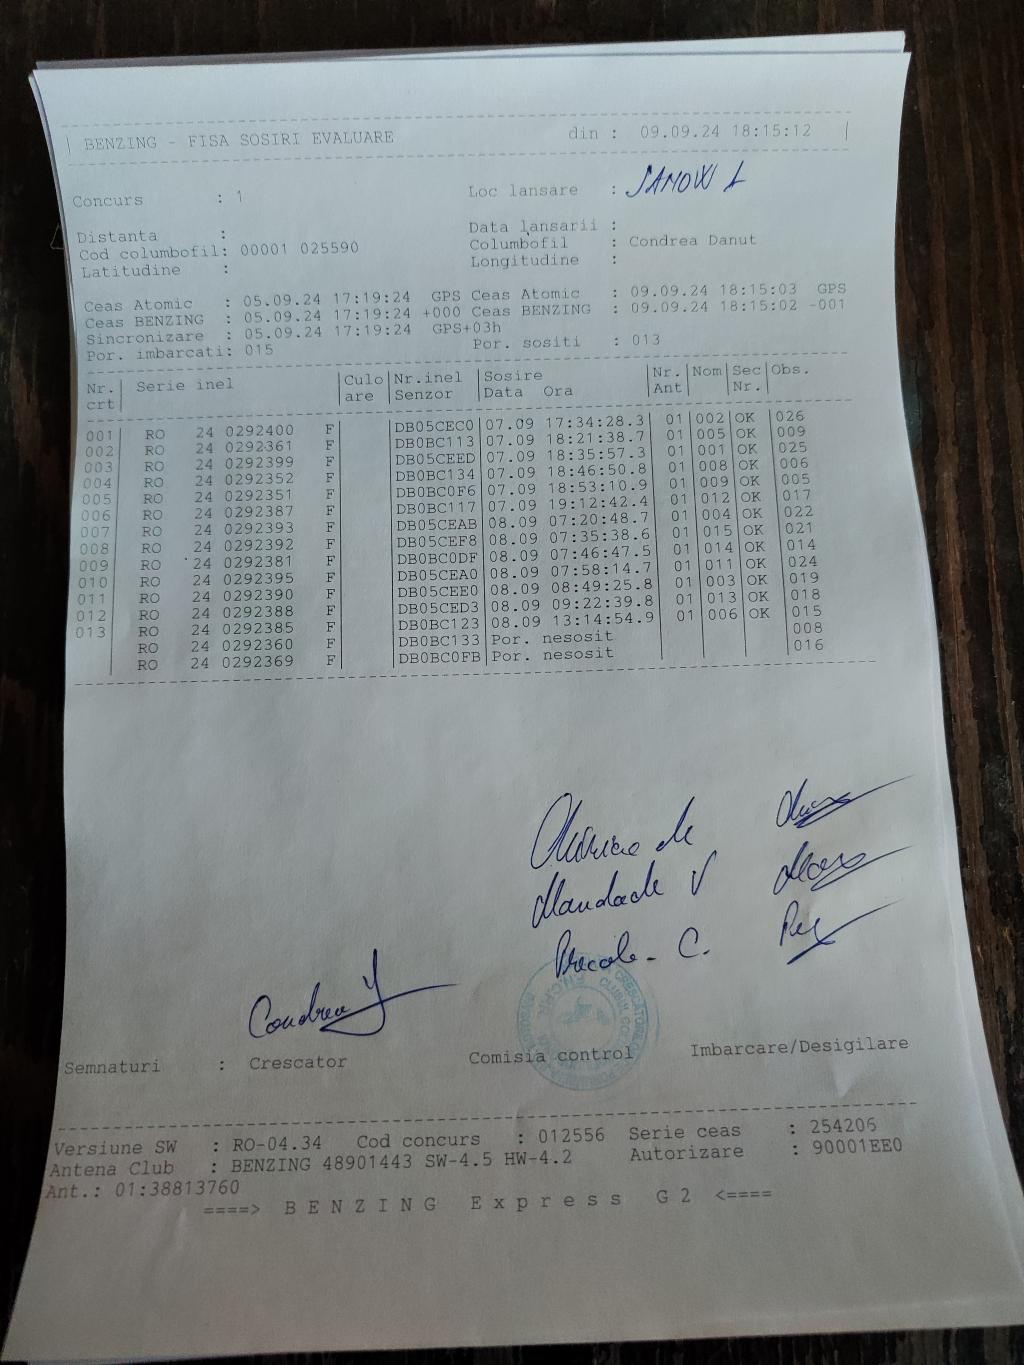 BENZING - FISA SOSIRI EVALUARE din : 09.09.24 18:15:12
Concurs : 1 Loc lansare : JANOW L
Distanta : Data lansarii :
Cod columbofil: 00001 025590 Columbofil : Condrea Danut
Latitudine : Longitudine :
Ceas Atomic : 05.09.24 17:19:24 GPS Ceas Atomic : 09.09.24 18:15:03 GPS
Ceas BENZING : 05.09.24 17:19:24 +000 Ceas BENZING : 09.09.24 18:15:02 -001
Sincronizare : 05.09.24 17:19:24 GPS+03h
Por. imbarcati: 015 Por. sositi : 013
Nr. Serie inel Culo Nr.inel Sosire Nr. Nom Sec Obs.
crt are Senzor Data Ora Ant Nr.
001 RO 24 0292400 F DB05CEC0 07.09 17:34:28.3 01 002 OK 026
002 RO 24 0292361 F DB0BC113 07.09 18:21:38.7 01 005 OK 009
003 RO 24 0292399 F DB05CEED 07.09 18:35:57.3 01 001 OK 025
004 RO 24 0292352 F DB0BC134 07.09 18:46:50.8 01 008 OK 006
005 RO 24 0292351 F DB0BC0F6 07.09 18:53:10.9 01 009 OK 005
006 RO 24 0292387 F DB0BC117 07.09 19:12:42.4 01 012 OK 017
007 RO 24 0292393 F DB05CEAB 08.09 07:20:48.7 01 004 OK 022
008 RO 24 0292392 F DB05CEF8 08.09 07:35:38.6 01 015 OK 021
009 RO 24 0292381 F DB0BC0DF 08.09 07:46:47.5 01 014 OK 014
010 RO 24 0292395 F DB05CEA0 08.09 07:58:14.7 01 011 OK 024
011 RO 24 0292390 F DB05CEE0 08.09 08:49:25.8 01 003 OK 019
012 RO 24 0292388 F DB05CED3 08.09 09:22:39.8 01 013 OK 018
013 RO 24 0292385 F DB0BC123 08.09 13:14:54.9 01 006 OK 015
RO 24 0292360 F DB0BC133 Por. nesosit 008
RO 24 0292369 F DB0BC0FB Por. nesosit 016
Condrea
Semnaturi : Crescator Comisia control Imbarcare/Desigilare
Versiune SW : RO-04.34 Cod concurs : 012556 Serie ceas : 254206
Antena Club : BENZING 48901443 SW-4.5 HW-4.2 Autorizare : 90001EE0
Ant.: 01:38813760
====> BENZING Express G2 <====